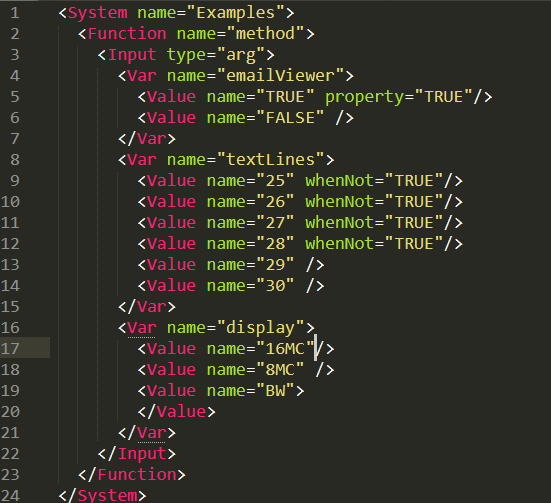 1 <System name="Examples">
2 <Function name="method">
3 <Input type="arg">
4 <Var name="emailViewer">
5 <Value name="TRUE" property="TRUE"/>
6 <Value name="FALSE" />
7 </Var>
8 <Var name="textLines">
9 <Value name="25" whenNot="TRUE"/>
10 <Value name="26" whenNot="TRUE"/>
11 <Value name="27" whenNot="TRUE"/>
12 <Value name="28" whenNot="TRUE"/>
13 <Value name="29" />
14 <Value name="30" />
15 </Var>
16 <Var name="display">
17 <Value name="16MC"/>
18 <Value name="8MC" />
19 <Value name="BW">
20 </Value>
21 </Var>
22 </Input>
23 </Function>
24 </System>